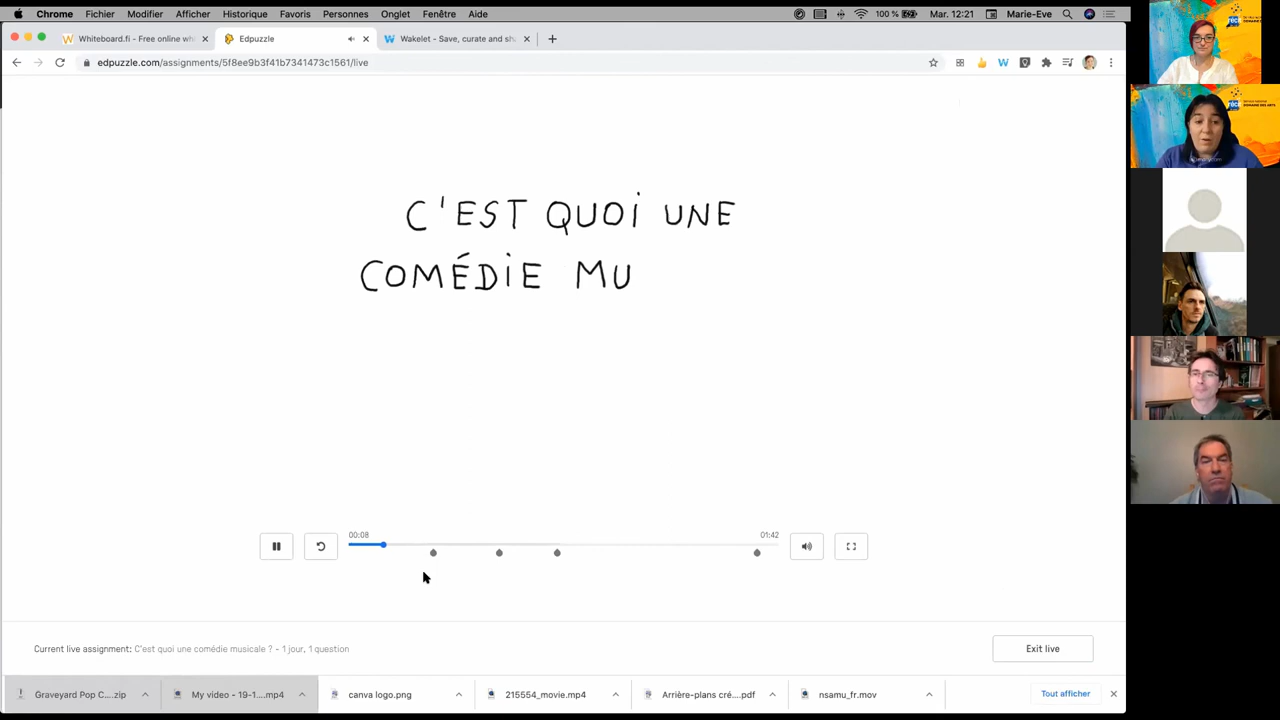 Chrome Fichier Modifier Afficher Historique Favoris Personnes Onglet Fenêtre Aide 100 % Mar. 12:21 Marie-Eve
Whiteboard.fi - Free online wh
Edpuzzle
Wakelet - Save, curate and sh
edpuzzle.com/assignments/5f8ee9b3f41b7341473c1561/live
C'EST QUOI UNE
COMÉDIE MU
00:08 01:42
Current live assignment: C'est quoi une comédie musicale ? - 1 jour, 1 question
Exit live
Graveyard Pop C....zip
My video - 19-1....mp4
canva logo.png
215554_movie.mp4
Arrière-plans cré....pdf
nsamu_fr.mov
Tout afficher